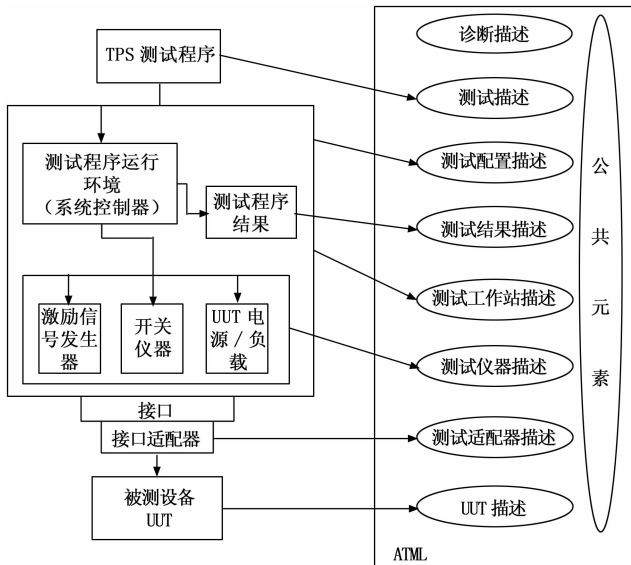 TPS 测试程序
测试程序运行
环境
（系统控制器）
测试程序
结果
激励信
号发生
器
开关
仪器
UUT 电
源／负
载
接口
接口适配器
被测设备
UUT
诊断描述
测试描述
测试配置描述
测试结果描述
测试工作站描述
测试仪器描述
测试适配器描述
UUT 描述
公
共
元
素
ATML